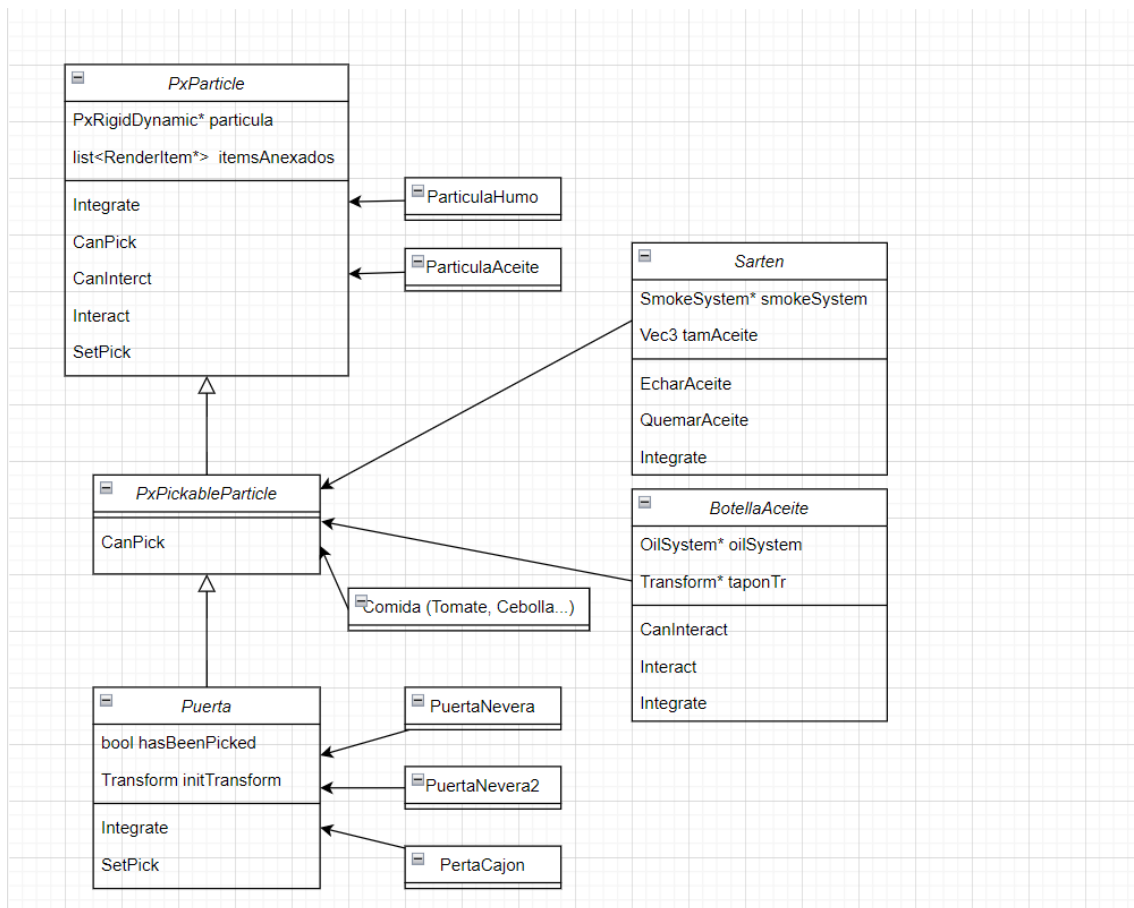 PxParticle
PxRigidDynamic* particula
list<RenderItem*> itemsAnexados
Integrate
CanPick
CanInterct
Interact
SetPick
ParticulaHumo
ParticulaAceite
Sarten
SmokeSystem* smokeSystem
Vec3 tamAceite
EcharAceite
QuemarAceite
Integrate
PxPickableParticle
CanPick
BotellaAceite
OilSystem* oilSystem
Transform* taponTr
CanInteract
Interact
Integrate
Comida (Tomate, Cebolla...)
Puerta
bool hasBeenPicked
Transform initTransform
Integrate
SetPick
PuertaNevera
PuertaNevera2
PertaCajon